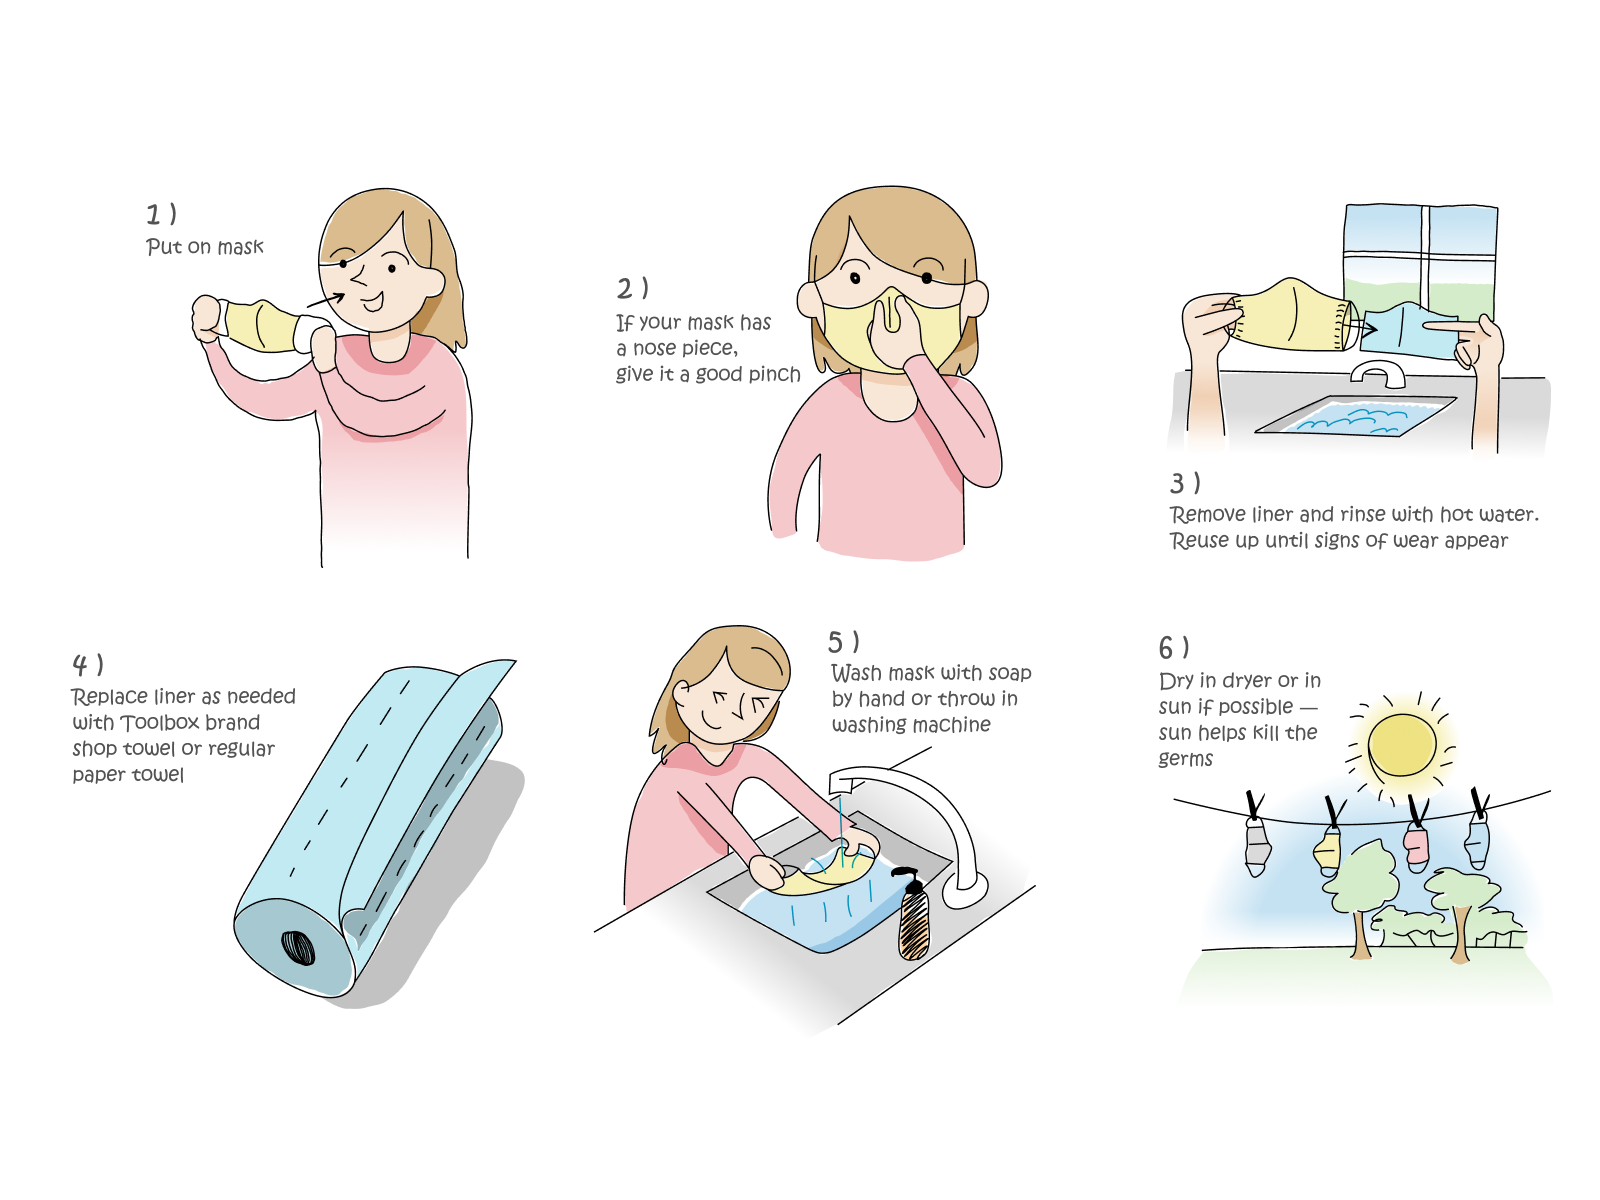 1)
Put on mask
2)
If your mask has
a nose piece,
give it a good pinch
3)
Remove liner and rinse with hot water.
Reuse up until signs of wear appear
4)
Replace liner as needed
with Toolbox brand
shop towel or regular
paper towel
5)
Wash mask with soap
by hand or throw in
washing machine
6)
Dry in dryer or in
sun if possible —
sun helps kill the
germs